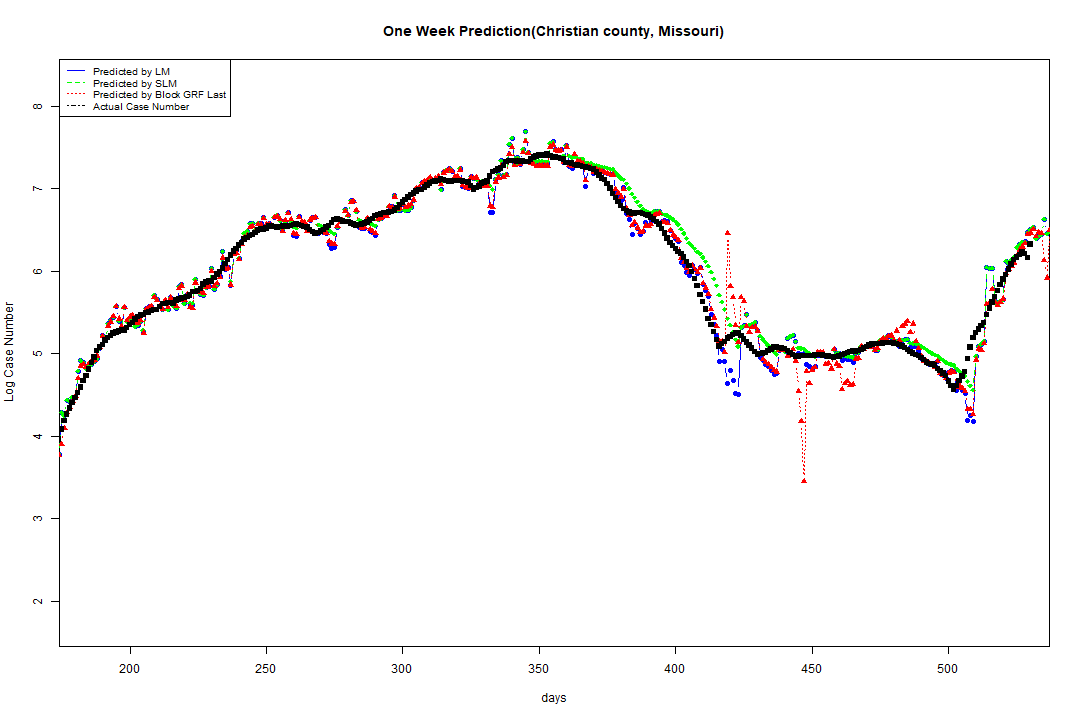 One Week Prediction(Christian county, Missouri)
Predicted by LM
Predicted by SLM
Predicted by Block GRF Last
Actual Case Number
Log Case Number
8
7
6
5
4
3
2
200 250 300 350 400 450 500
days